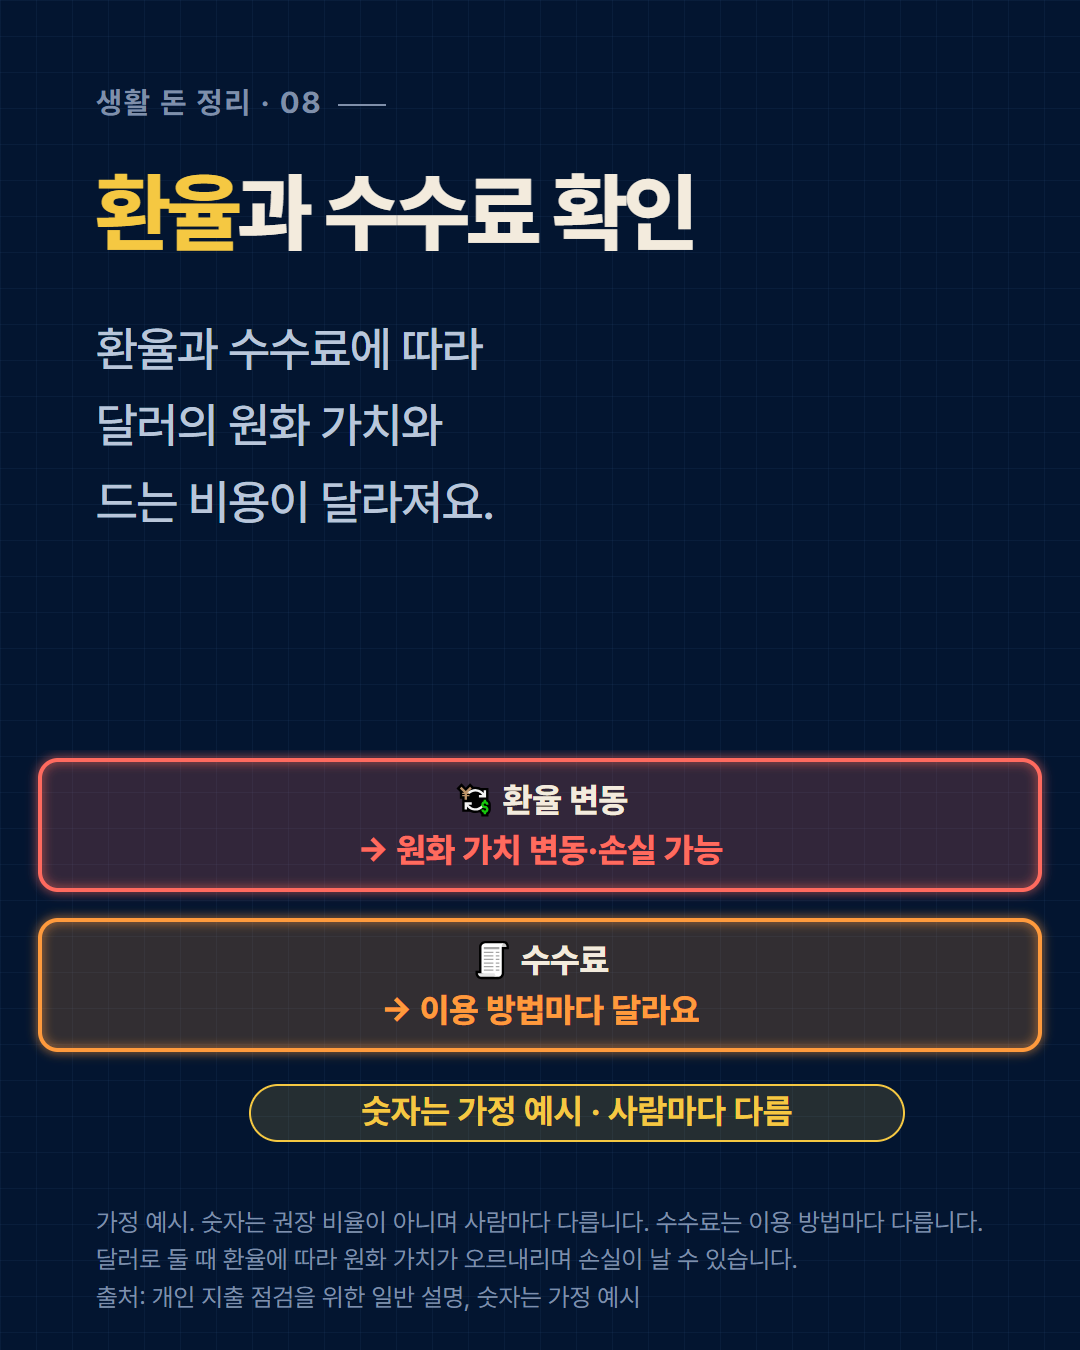 생활 돈 정리 · 08
환율과 수수료 확인
환율과 수수료에 따라
달러의 원화 가치와
드는 비용이 달라져요.
환율 변동
→ 원화 가치 변동·손실 가능
수수료
→ 이용 방법마다 달라요
숫자는 가정 예시 · 사람마다 다름
가정 예시. 숫자는 권장 비율이 아니며 사람마다 다릅니다. 수수료는 이용 방법마다 다릅니다.
달러로 둘 때 환율에 따라 원화 가치가 오르내리며 손실이 날 수 있습니다.
출처: 개인 지출 점검을 위한 일반 설명, 숫자는 가정 예시